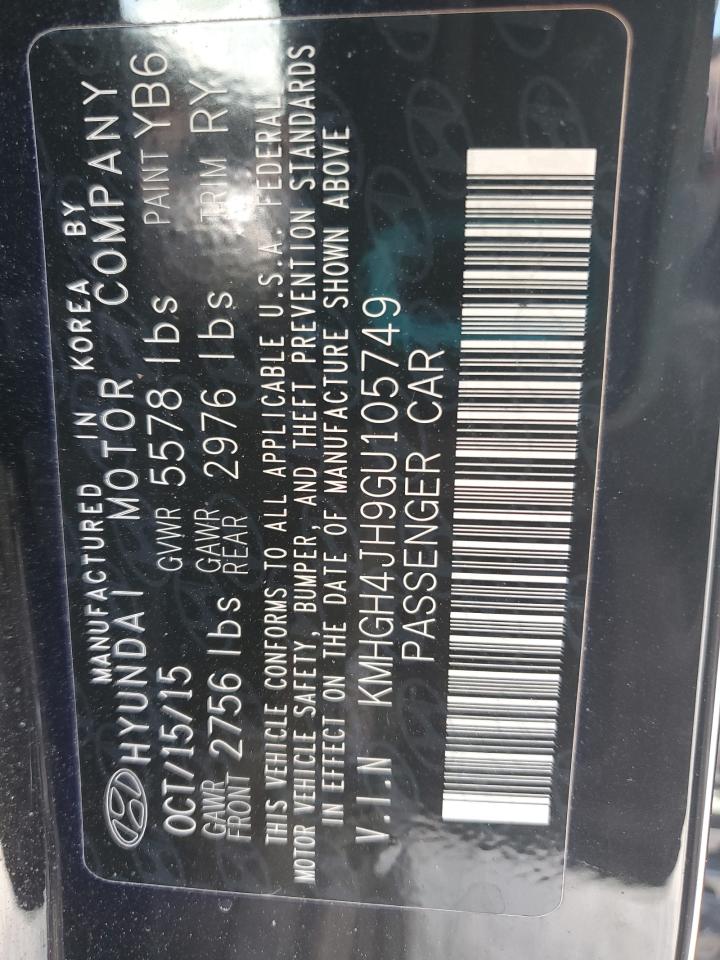 MANUFACTURED IN KOREA BY
HYUNDAI MOTOR COMPANY
OCT/15/15 GVWR 5578 lbs PAINT YB6
GAWR FRONT 2756 lbs GAWR REAR 2976 lbs TRIM RY
THIS VEHICLE CONFORMS TO ALL APPLICABLE U.S.A. FEDERAL
MOTOR VEHICLE SAFETY, BUMPER, AND THEFT PREVENTION STANDARDS
IN EFFECT ON THE DATE OF MANUFACTURE SHOWN ABOVE
V.I.N KMHGH4JH9GU105749
PASSENGER CAR